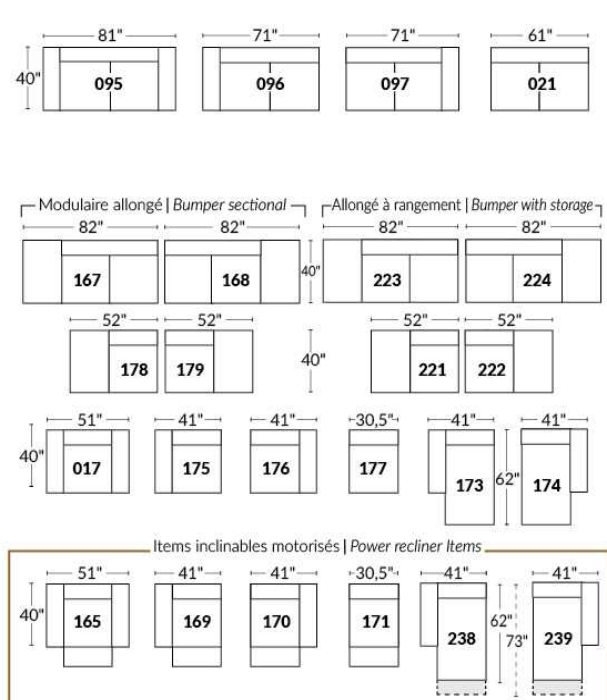 81" 71" 71" 61"
40"
095 096 097 021
Modulaire allongé | Bumper sectional Allongé à rangement | Bumper with storage
82" 82" 82" 82"
40"
167 168 223 224
52" 52" 52" 52"
40"
178 179 221 222
51" 41" 41" 30,5" 41" 41"
40"
017 175 176 177 173 62" 174
Items inclinables motorisés | Power recliner Items
51" 41" 41" 30,5" 41" 41"
40" 165 169 170 171 62"
238 73" 239